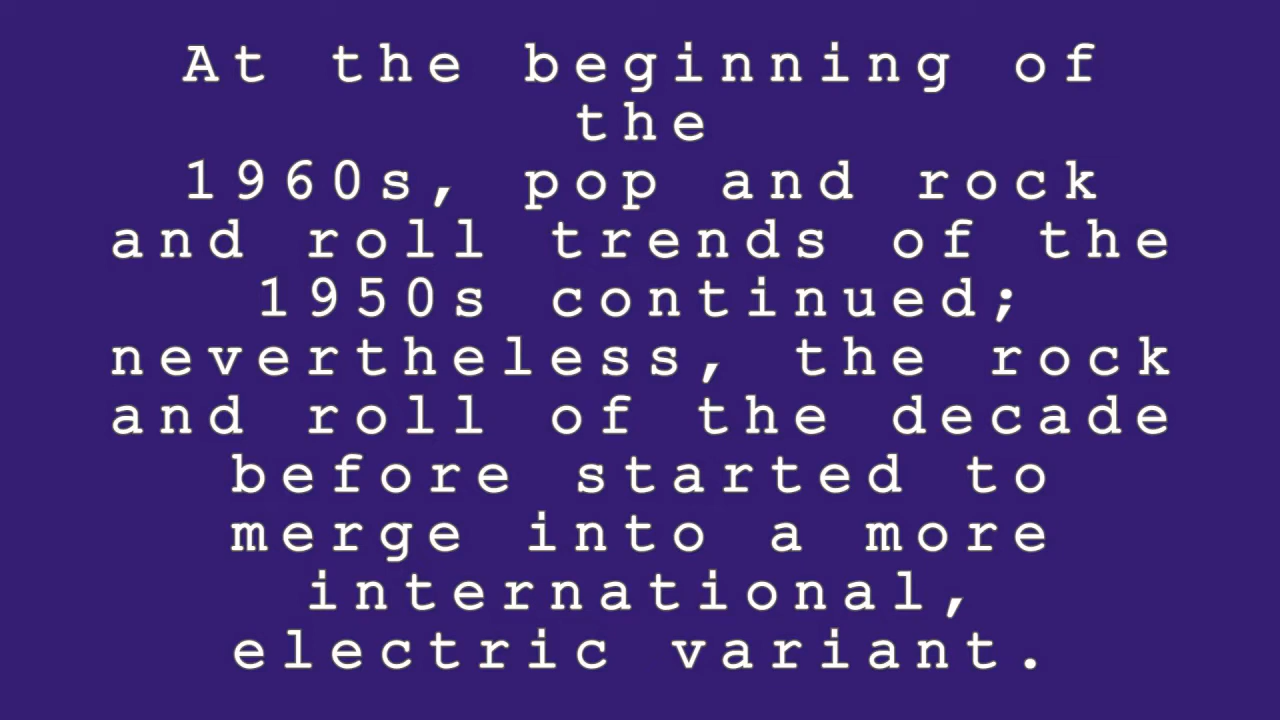 At the beginning of
the
1960s, pop and rock
and roll trends of the
1950s continued;
nevertheless, the rock
and roll of the decade
before started to
merge into a more
international,
electric variant.